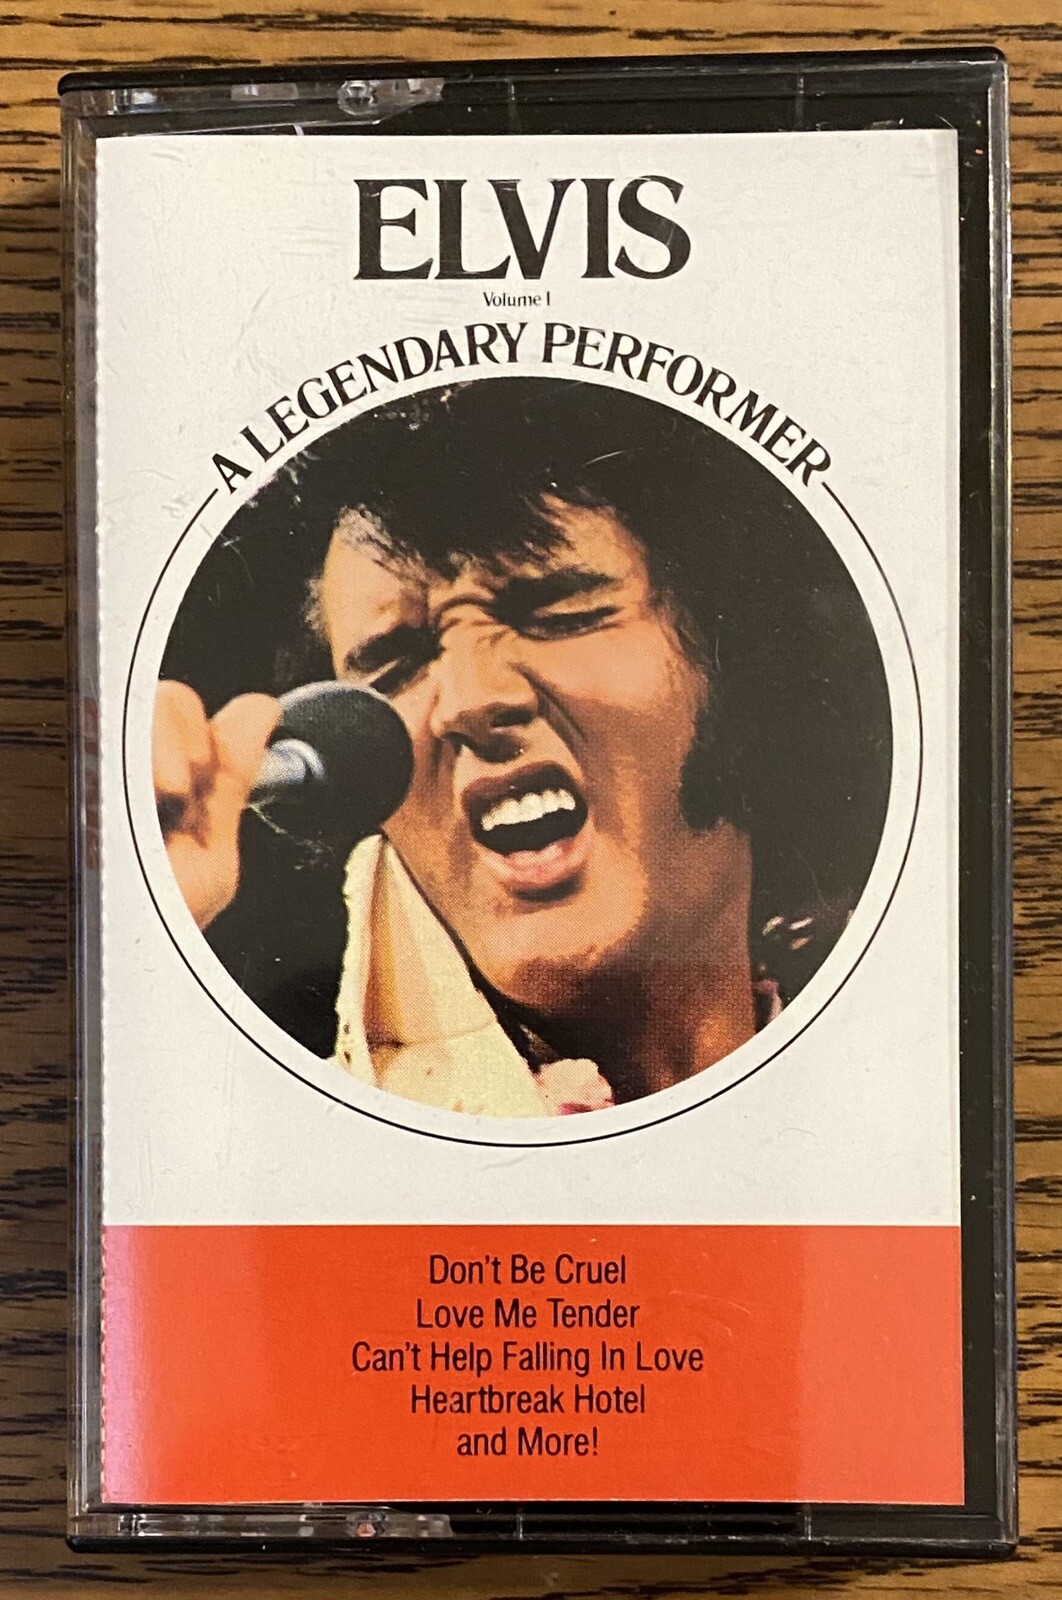 ELVIS
Volume I
A LEGENDARY PERFORMER
Don't Be Cruel
Love Me Tender
Can't Help Falling In Love
Heartbreak Hotel
and More!